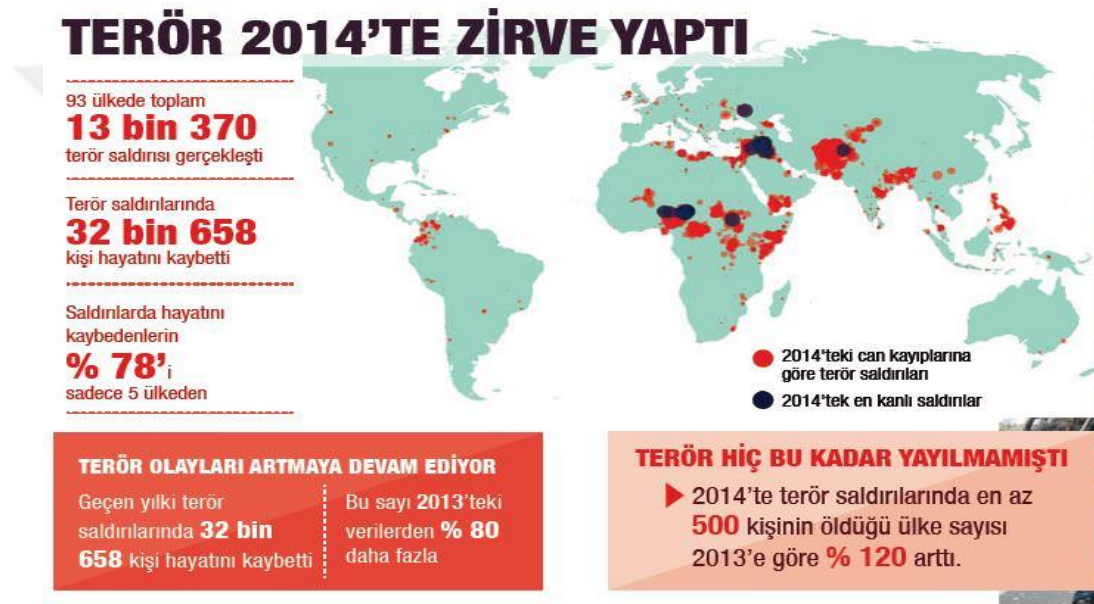 TERÖR 2014'TE ZİRVE YAPTI
93 ülkede toplam
13 bin 370
terör saldırısı gerçekleşti
Terör saldırılarında
32 bin 658
kişi hayatını kaybetti
Saldırılarda hayatını
kaybedenlerin
% 78'i
sadece 5 ülkeden
2014'teki can kayıplarına
göre terör saldırıları
2014'tek en kanlı saldırılar
TERÖR OLAYLARI ARTMAYA DEVAM EDİYOR
Geçen yılki terör
saldırılarında 32 bin
658 kişi hayatını kaybetti
Bu sayı 2013'teki
verilerden % 80
daha fazla
TERÖR HİÇ BU KADAR YAYILMAMIŞTI
2014'te terör saldırılarında en az
500 kişinin öldüğü ülke sayısı
2013'e göre % 120 arttı.